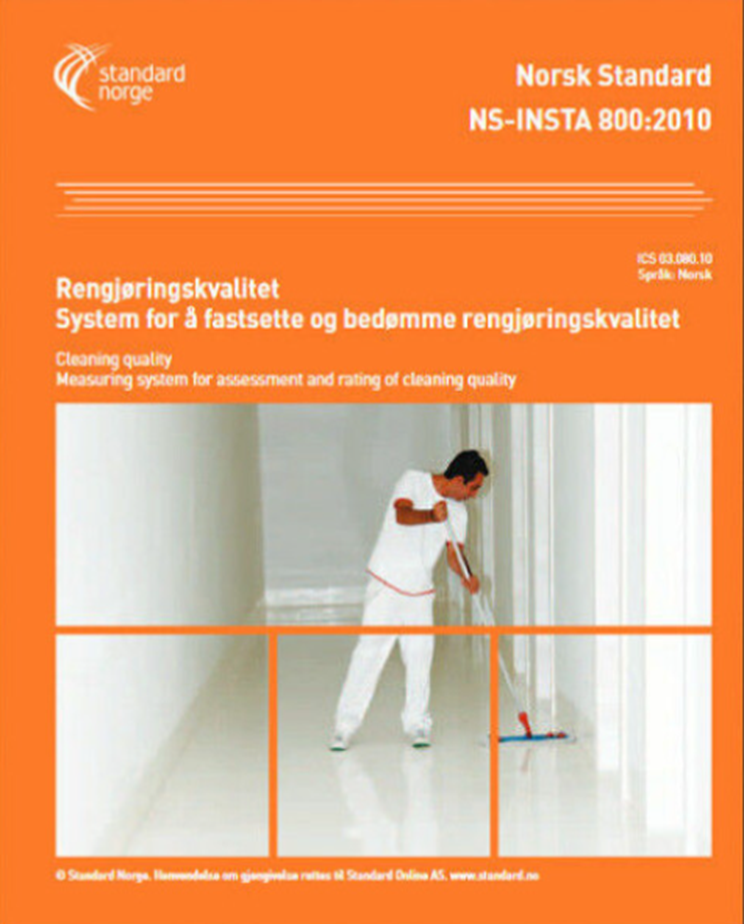 standard
norge
Norsk Standard
NS-INSTA 800:2010
ICS 03.080.10
Språk: Norsk
Rengjøringskvalitet
System for å fastsette og bedømme rengjøringskvalitet
Cleaning quality
Measuring system for assessment and rating of cleaning quality
© Standard Norge. Henvendelse om gjengivelse rettes til Standard Online AS. www.standard.no